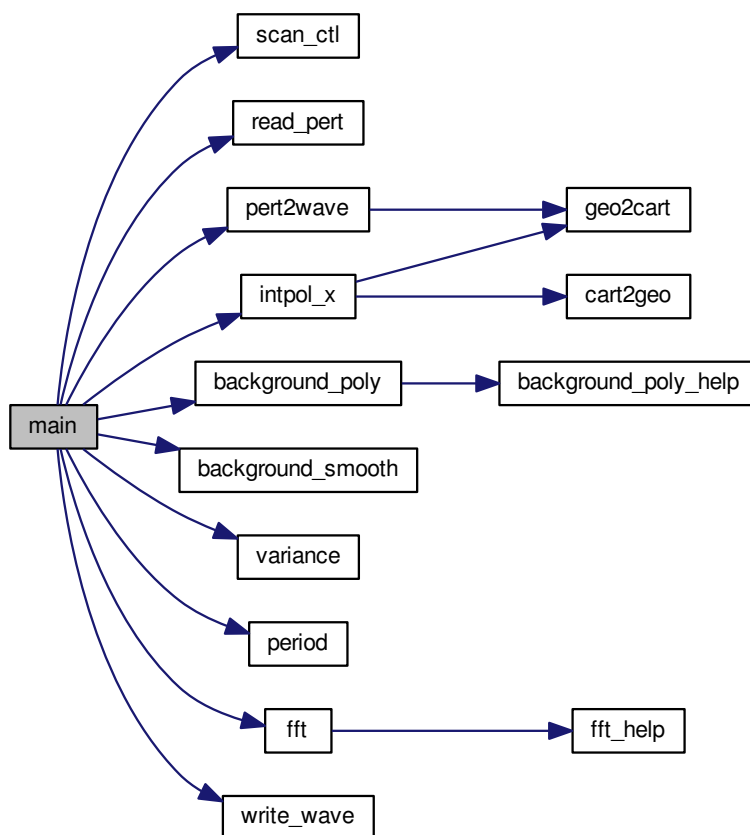 scan_ctl
read_pert
pert2wave
geo2cart
intpol_x
cart2geo
background_poly
background_poly_help
main
background_smooth
variance
period
fft
fft_help
write_wave